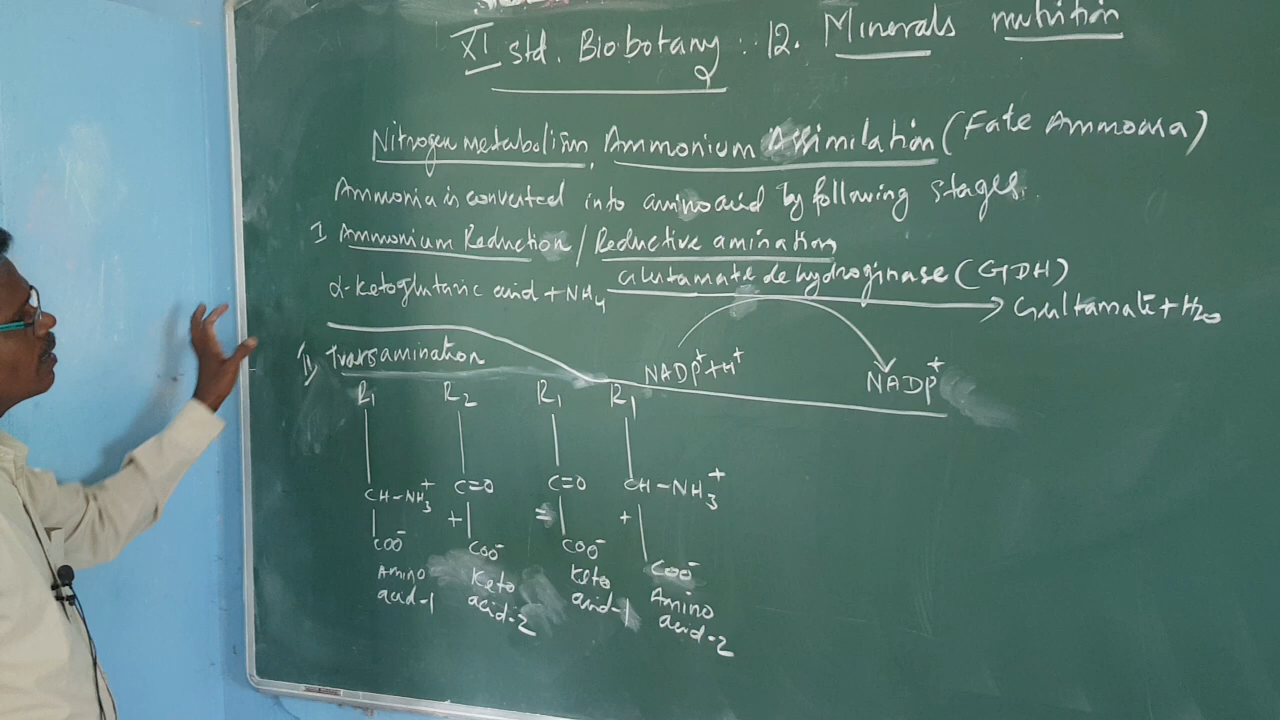 XI std. Biobotany : 12. Minerals nutrition
Nitrogen metabolism, Ammonium Assimilation (Fate Ammonia)
Ammonia is converted into aminoacid by following stages.
I Ammonium Reduction / Reductive amination
α-Ketoglutaric acid + NH4 Glutamate dehydroginase (GDH) → Gultamate + H2O
NADP+ + H+ NADP+
II, Transamination
R1 R2 R1 R1
CH-NH3+ C=O C=O CH-NH3+
+ ⇌ +
COO- COO- COO- COO-
Amino acid-1 Keto acid-2 Keto acid-1 Amino acid-2